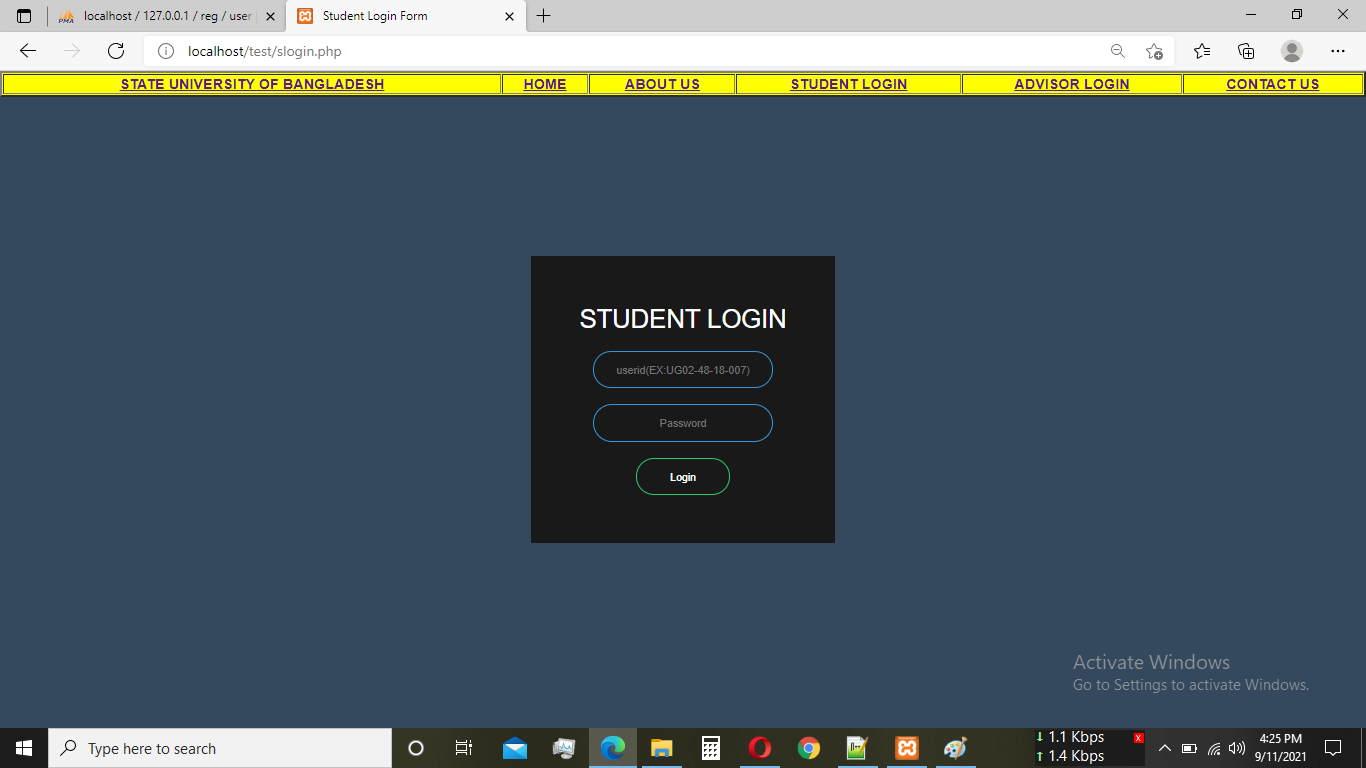 localhost / 127.0.0.1 / reg / user
Student Login Form
localhost/test/slogin.php
STATE UNIVERSITY OF BANGLADESH HOME ABOUT US STUDENT LOGIN ADVISOR LOGIN CONTACT US
STUDENT LOGIN
userid(EX:UG02-48-18-007)
Password
Login
Activate Windows
Go to Settings to activate Windows.
Type here to search
1.1 Kbps
1.4 Kbps
4:25 PM
9/11/2021